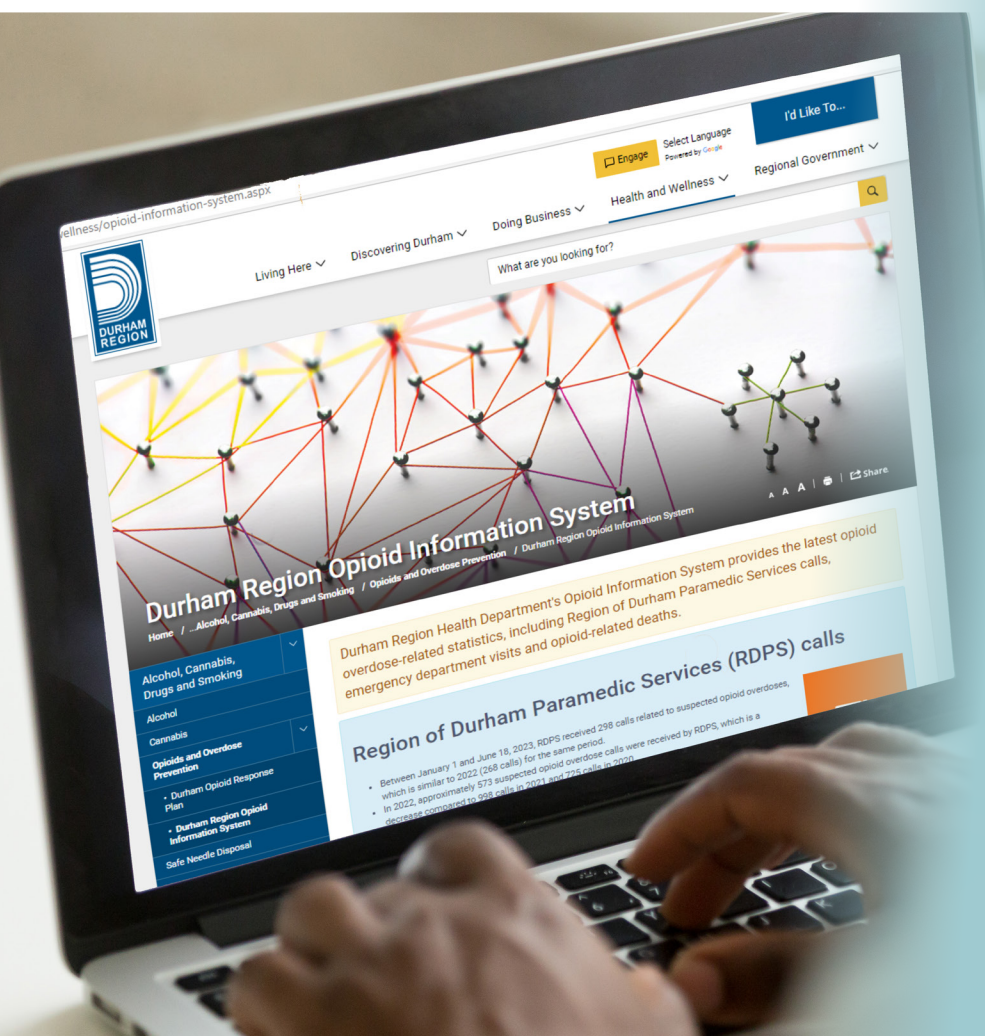 ellness/opioid-information-system.aspx
DURHAM
REGION
Engage
Select Language
Powered by Google
I'd Like To...
Living Here
Discovering Durham
Doing Business
Health and Wellness
Regional Government
What are you looking for?
A A A | | Share
Durham Region Opioid Information System
Home / ...Alcohol, Cannabis, Drugs and Smoking / Opioids and Overdose Prevention / Durham Region Opioid Information System
Alcohol, Cannabis,
Drugs and Smoking
Alcohol
Cannabis
Opioids and Overdose
Prevention
• Durham Opioid Response
Plan
• Durham Region Opioid
Information System
Safe Needle Disposal
Durham Region Health Department's Opioid Information System provides the latest opioid
overdose-related statistics, including Region of Durham Paramedic Services calls,
emergency department visits and opioid-related deaths.
Region of Durham Paramedic Services (RDPS) calls
• Between January 1 and June 18, 2023, RDPS received 298 calls related to suspected opioid overdoses,
which is similar to 2022 (268 calls) for the same period.
• In 2022, approximately 573 suspected opioid overdose calls were received by RDPS, which is a
decrease compared to 998 calls in 2021 and 725 calls in 2020.